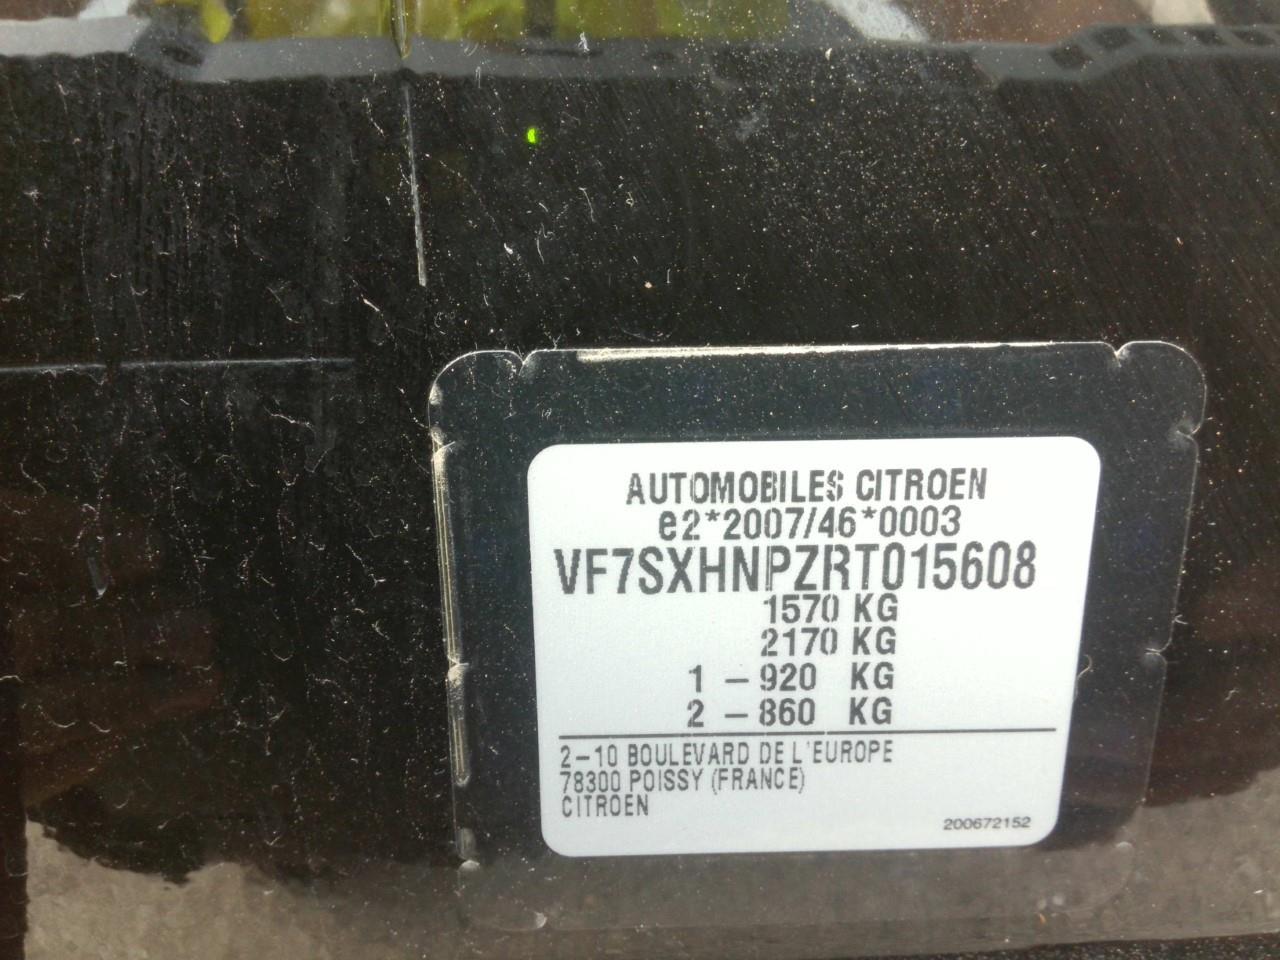 AUTOMOBILES CITROEN
e2*2007/46*0003
VF7SXHNPZRT015608
1570 KG
2170 KG
1 -920 KG
2 -860 KG
2-10 BOULEVARD DE L'EUROPE
78300 POISSY (FRANCE)
CITROEN
200672152